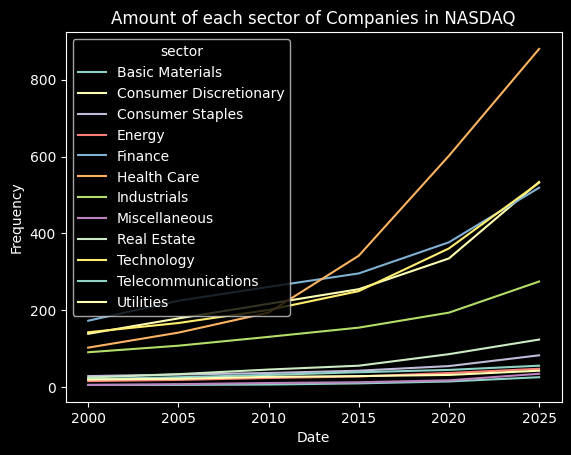 Amount of each sector of Companies in NASDAQ
sector
Basic Materials
Consumer Discretionary
Consumer Staples
Energy
Finance
Health Care
Industrials
Miscellaneous
Real Estate
Technology
Telecommunications
Utilities
Frequency
800
600
400
200
0
2000 2005 2010 2015 2020 2025
Date